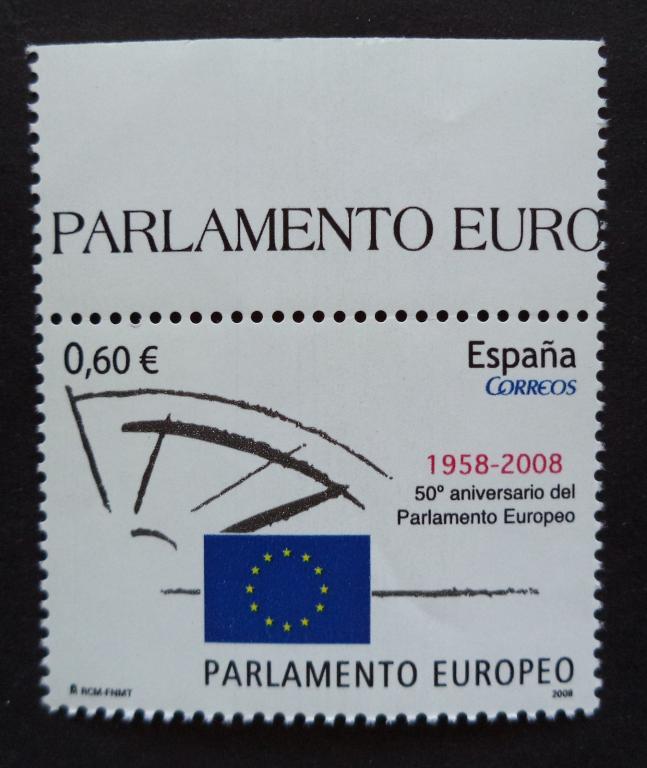 PARLAMENTO EURO
0,60 €
España
CORREOS
1958-2008
50º aniversario del
Parlamento Europeo
PARLAMENTO EUROPEO
RCM-FNMT
2008